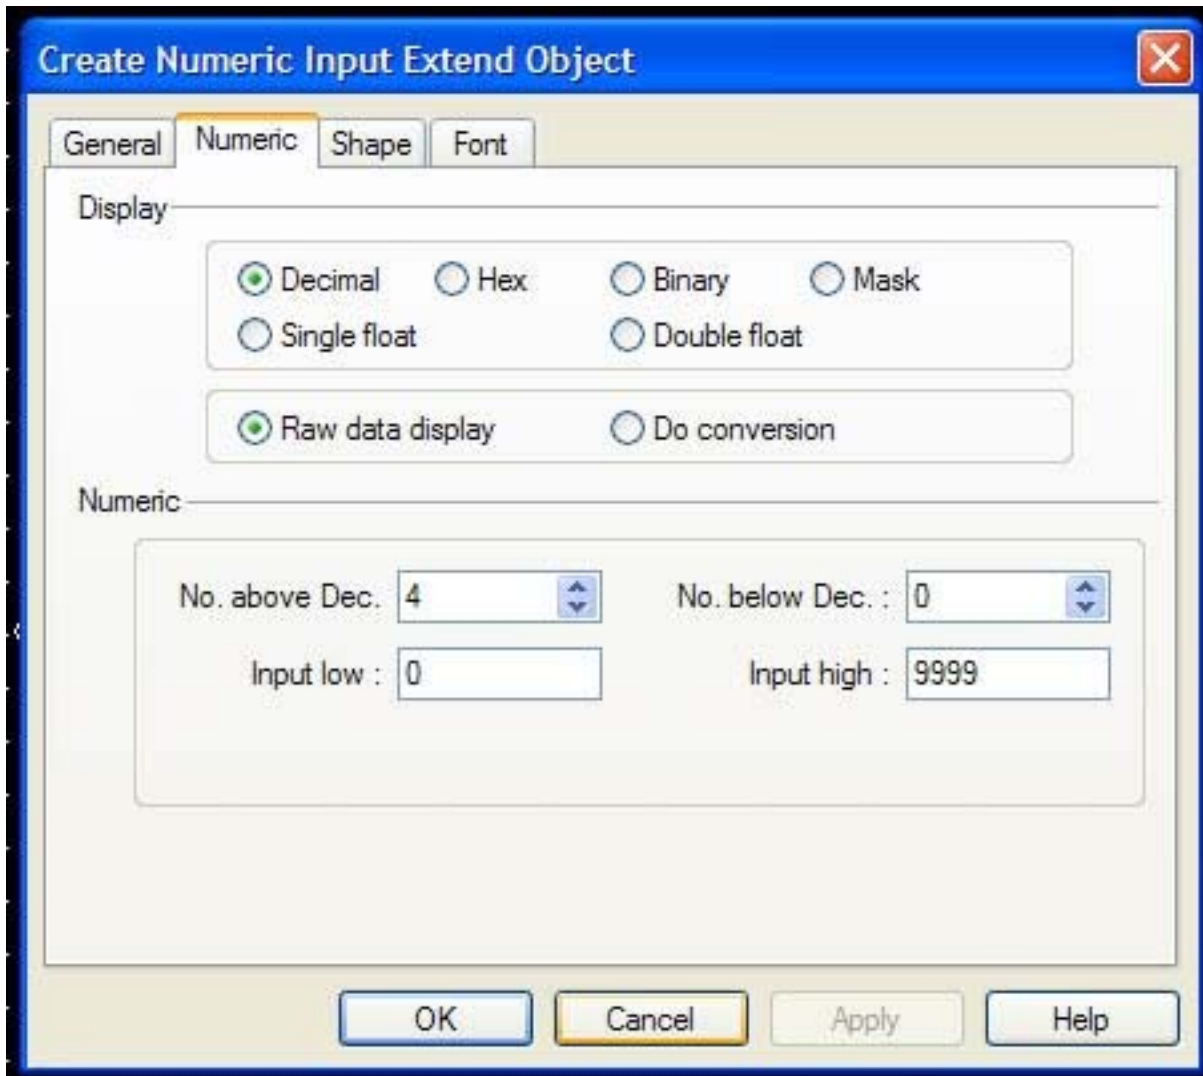 Create Numeric Input Extend Object
General Numeric Shape Font
Display
Decimal Hex Binary Mask
Single float Double float
Raw data display Do conversion
Numeric
No. above Dec. 4 No. below Dec. : 0
Input low : 0 Input high : 9999
OK Cancel Apply Help